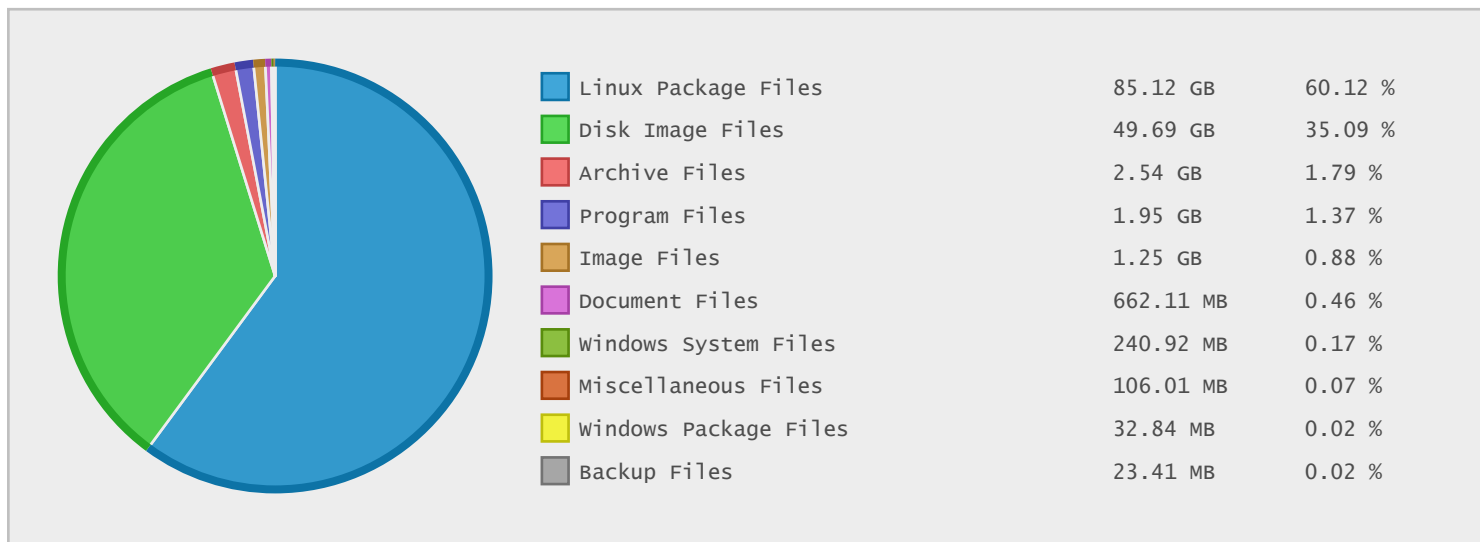 Linux Package Files 85.12 GB 60.12 %
Disk Image Files 49.69 GB 35.09 %
Archive Files 2.54 GB 1.79 %
Program Files 1.95 GB 1.37 %
Image Files 1.25 GB 0.88 %
Document Files 662.11 MB 0.46 %
Windows System Files 240.92 MB 0.17 %
Miscellaneous Files 106.01 MB 0.07 %
Windows Package Files 32.84 MB 0.02 %
Backup Files 23.41 MB 0.02 %